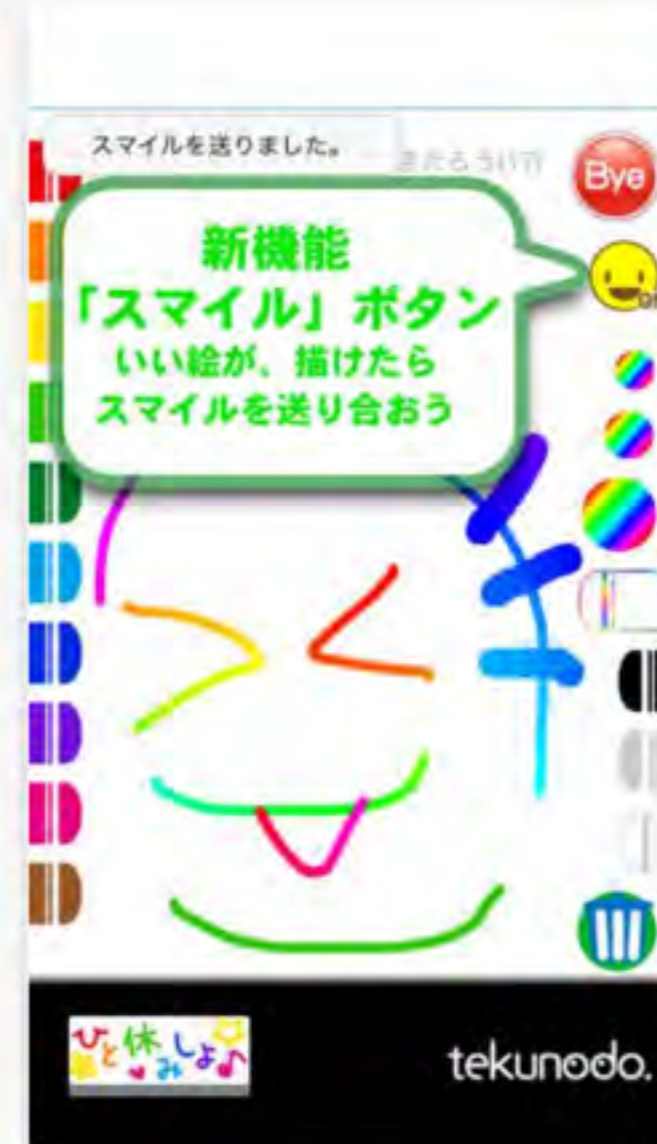 スマイルを送りました。
Bye
新機能
「スマイル」ボタン
いい絵が、描けたら
スマイルを送り合おう
ひと休みしよ♪
tekunodo.